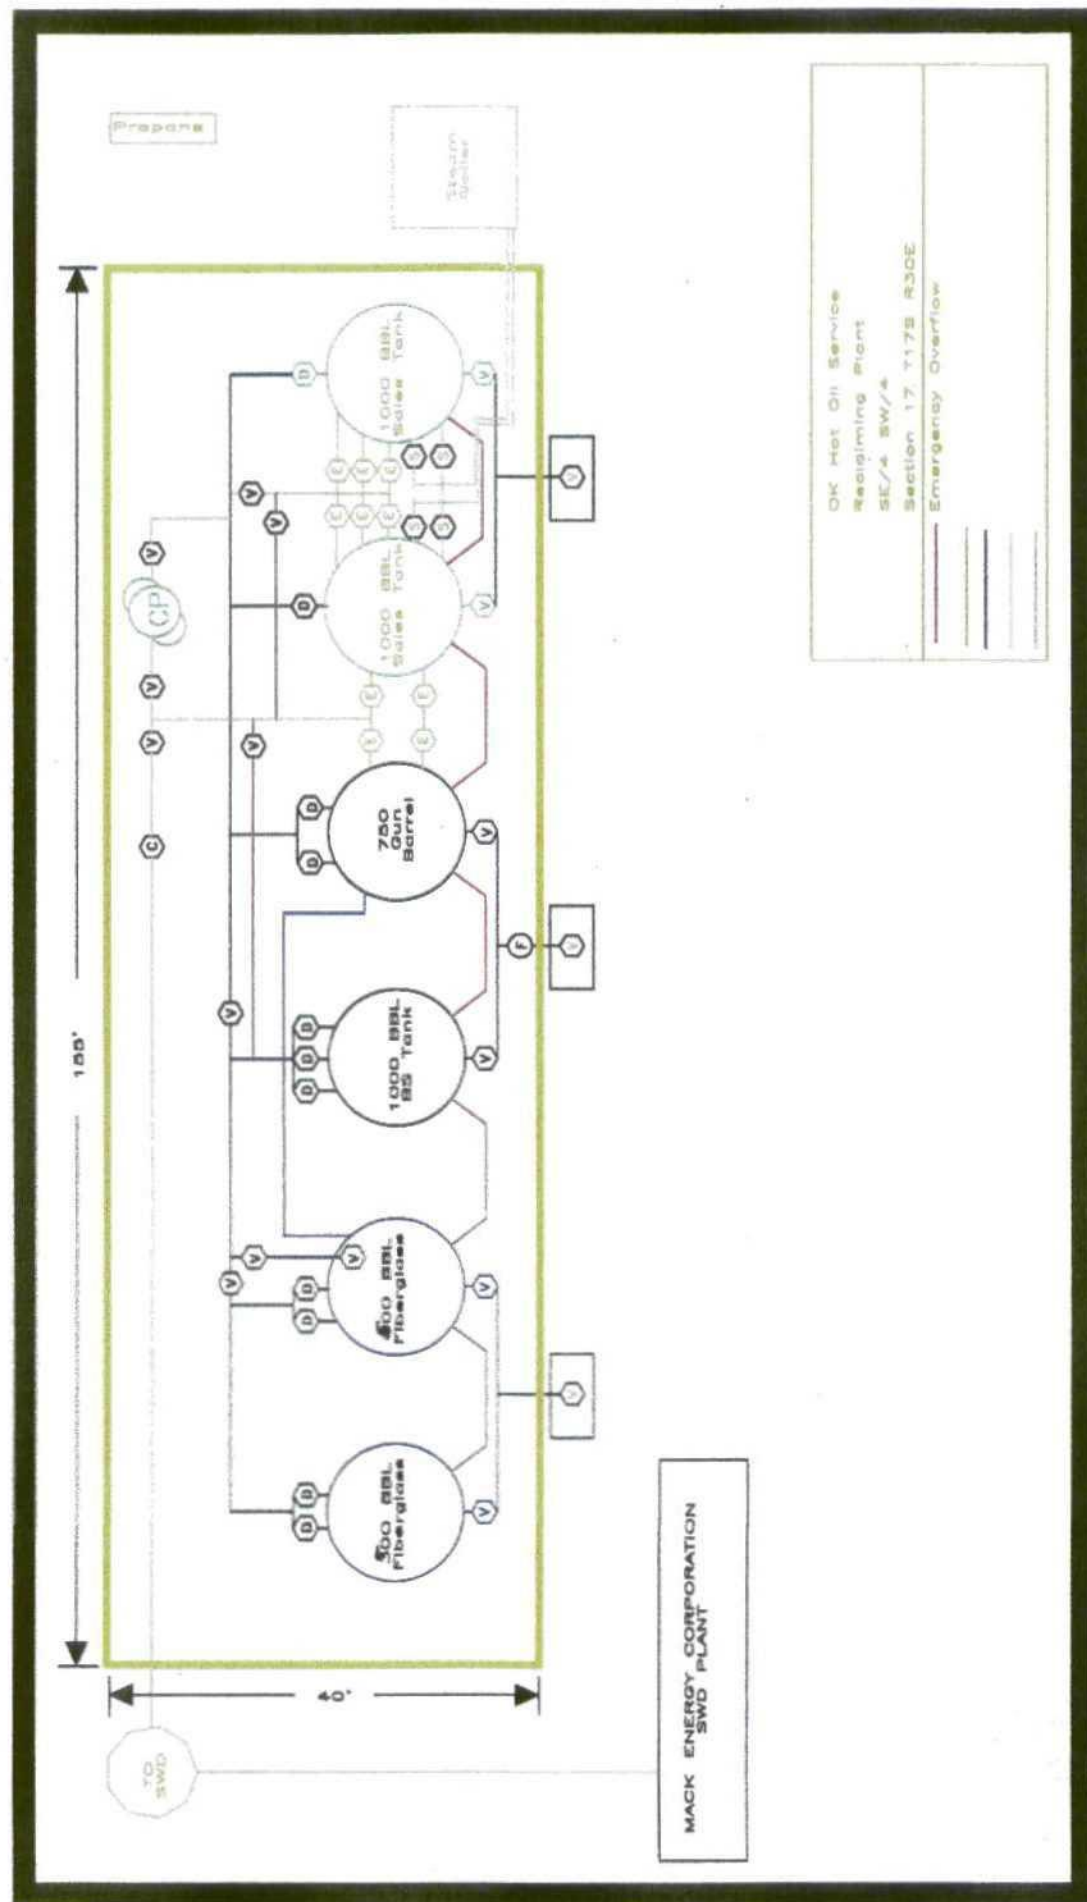 TO
SWD
MACK ENERGY CORPORATION
SWD PLANT
155'
40'
500 BBL
Fiberglass
D
D
V
500 BBL
Fiberglass
D
D
V
V
V
V
V
1000 BBL
BS Tank
D
D
D
V
V
F
V
750
Gun
Barrel
D
D
V
C
V
V
CP
V
V
V
V
E
E
E
E
1000 BBL
Sales Tank
D
V
E
E
E
E
E
E
S
S
S
S
1000 BBL
Sales Tank
D
V
V
V
Propane
Steam
OK Hot Oil Service
Reclaiming Plant
SE/4 SW/4
Section 17, T17S R30E
Emergency Overflow